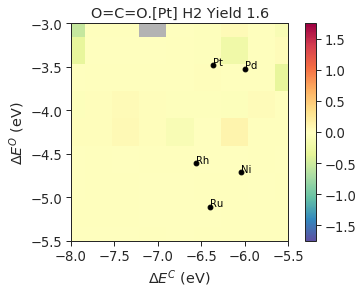 O=C=O.[Pt] H2 Yield 1.6
−3.0
−3.5
−4.0
−4.5
−5.0
−5.5
ΔE^O (eV)
Pt
Pd
Rh
Ni
Ru
−8.0 −7.5 −7.0 −6.5 −6.0 −5.5
ΔE^C (eV)
1.5
1.0
0.5
0.0
−0.5
−1.0
−1.5